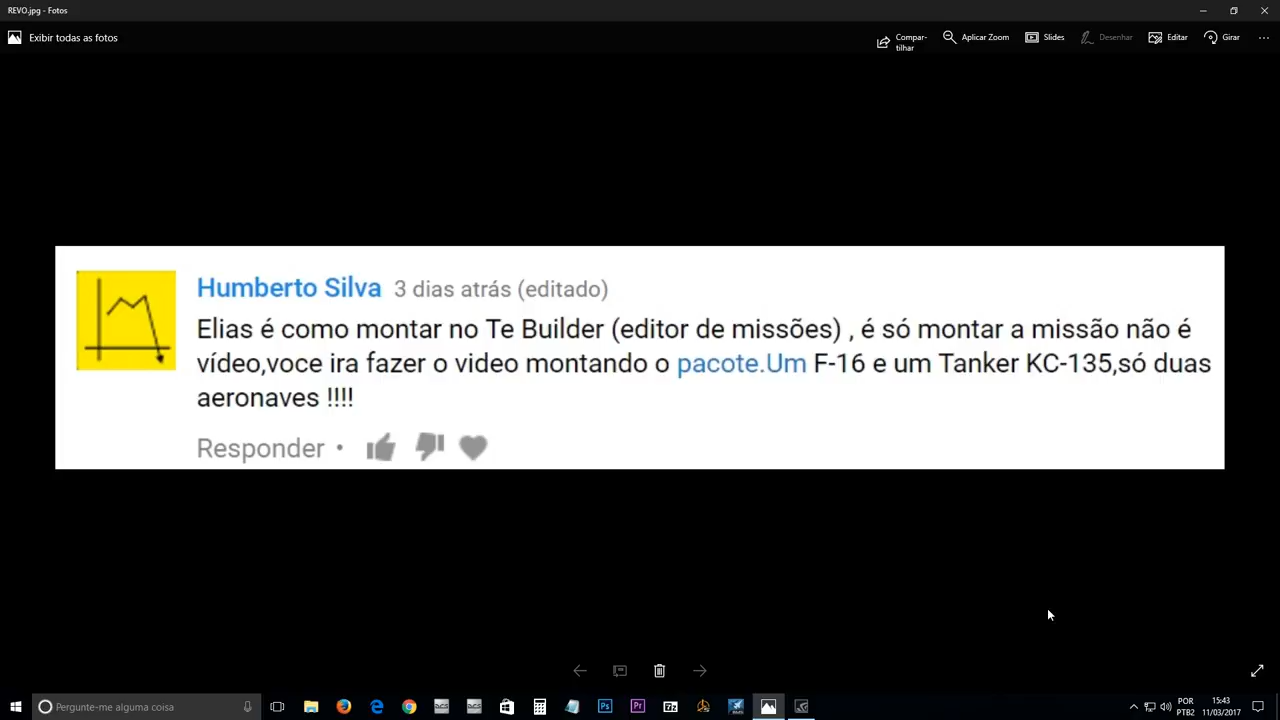 REVO.jpg - Fotos
Exibir todas as fotos
Compar-
tilhar
Aplicar Zoom
Slides
Desenhar
Editar
Girar
Humberto Silva 3 dias atrás (editado)
Elias é como montar no Te Builder (editor de missões) , é só montar a missão não é
vídeo,voce ira fazer o video montando o pacote.Um F-16 e um Tanker KC-135,só duas
aeronaves !!!!
Responder •
Pergunte-me alguma coisa
POR
PTB2
15:43
11/03/2017